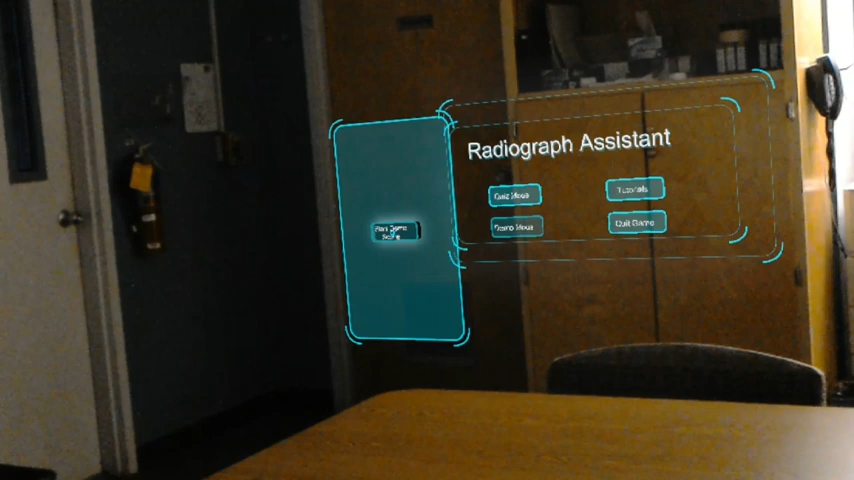 Radiograph Assistant
Quiz Mode
Tutorials
Demo Mode
Quit Game